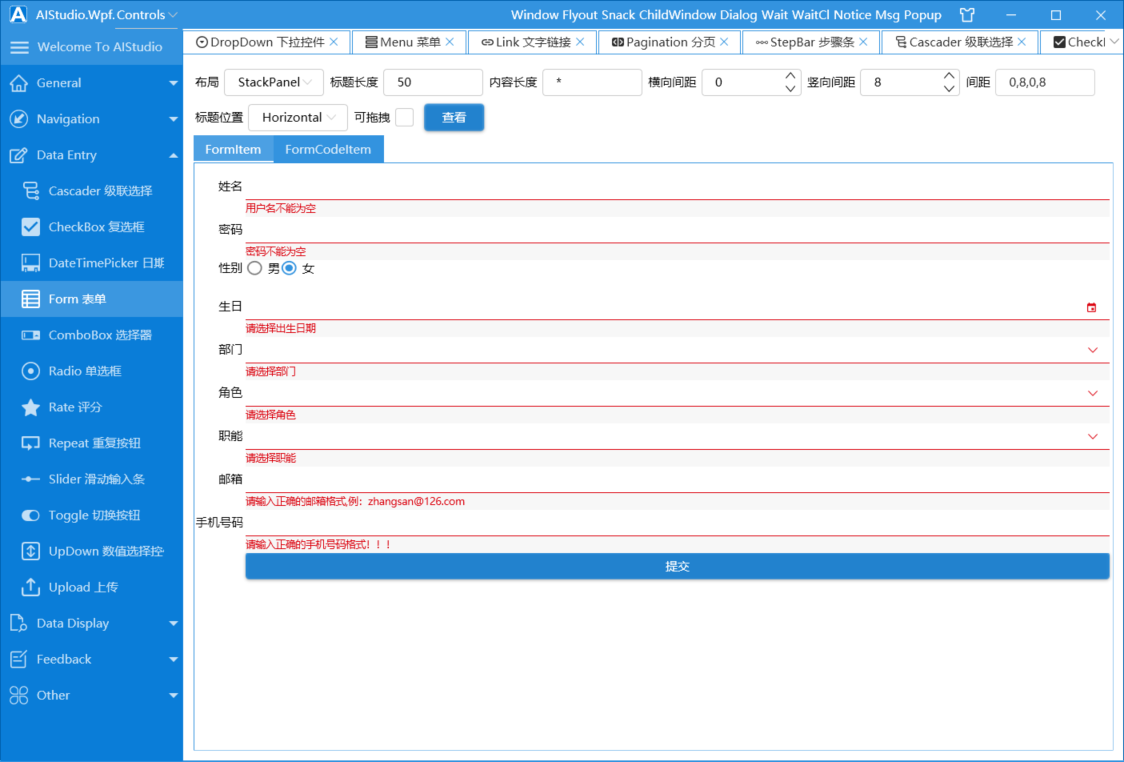 AIStudio.Wpf.Controls
Window Flyout Snack ChildWindow Dialog Wait WaitCl Notice Msg Popup
Welcome To AIStudio
General
Navigation
Data Entry
Cascader 级联选择
CheckBox 复选框
DateTimePicker 日期
Form 表单
ComboBox 选择器
Radio 单选框
Rate 评分
Repeat 重复按钮
Slider 滑动输入条
Toggle 切换按钮
UpDown 数值选择控
Upload 上传
Data Display
Feedback
Other
DropDown 下拉控件 Menu 菜单 Link 文字链接 Pagination 分页 StepBar 步骤条 Cascader 级联选择 Checkl
布局 StackPanel 标题长度 50 内容长度 * 横向间距 0 竖向间距 8 间距 0,8,0,8
标题位置 Horizontal 可拖拽 查看
FormItem FormCodeItem
姓名
用户名不能为空
密码
密码不能为空
性别 男 女
生日
请选择出生日期
部门
请选择部门
角色
请选择角色
职能
请选择职能
邮箱
请输入正确的邮箱格式,例：zhangsan@126.com
手机号码
请输入正确的手机号码格式！！！
提交